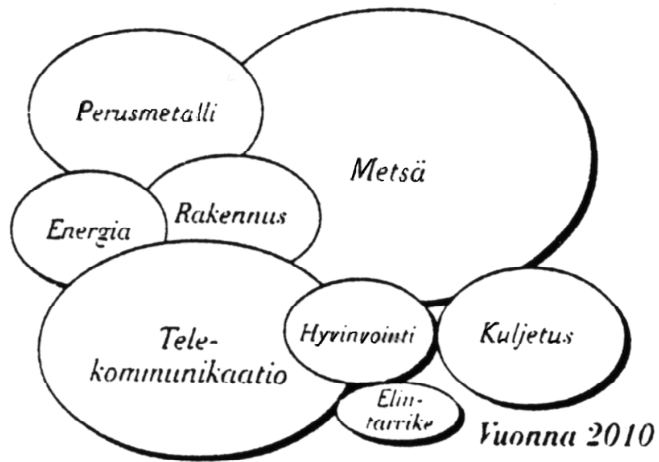 Perusmetalli
Metsä
Energia
Rakennus
Tele-
kommunikaatio
Hyvinvointi
Kuljetus
Elin-
tarvike
Vuonna 2010